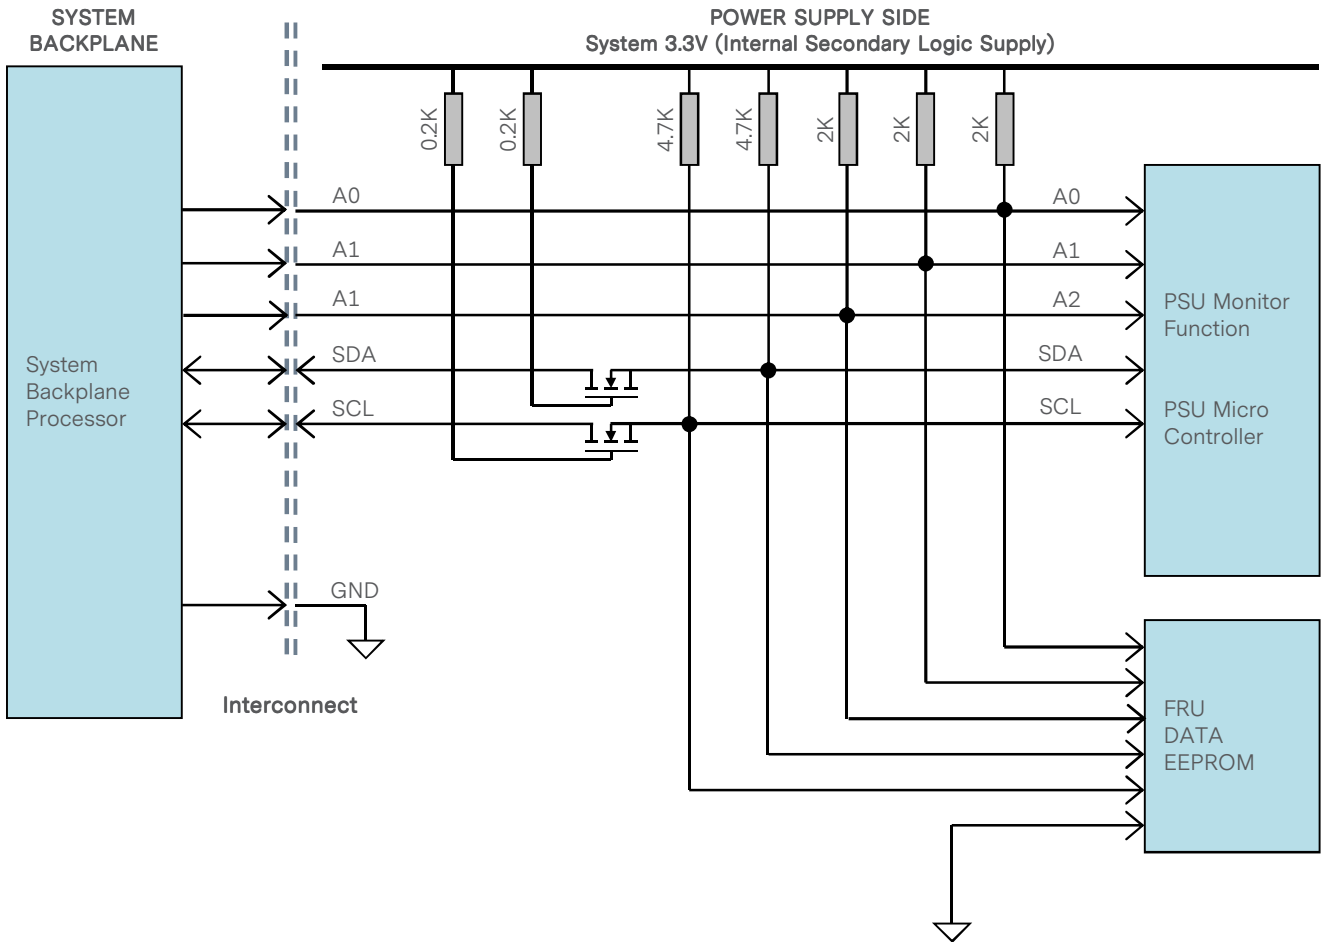 SYSTEM
BACKPLANE
POWER SUPPLY SIDE
System 3.3V (Internal Secondary Logic Supply)
0.2K
0.2K
4.7K
4.7K
2K
2K
2K
A0
A0
A1
A1
A1
A2
SDA
SDA
SCL
SCL
GND
System
Backplane
Processor
PSU Monitor
Function
PSU Micro
Controller
Interconnect
FRU
DATA
EEPROM